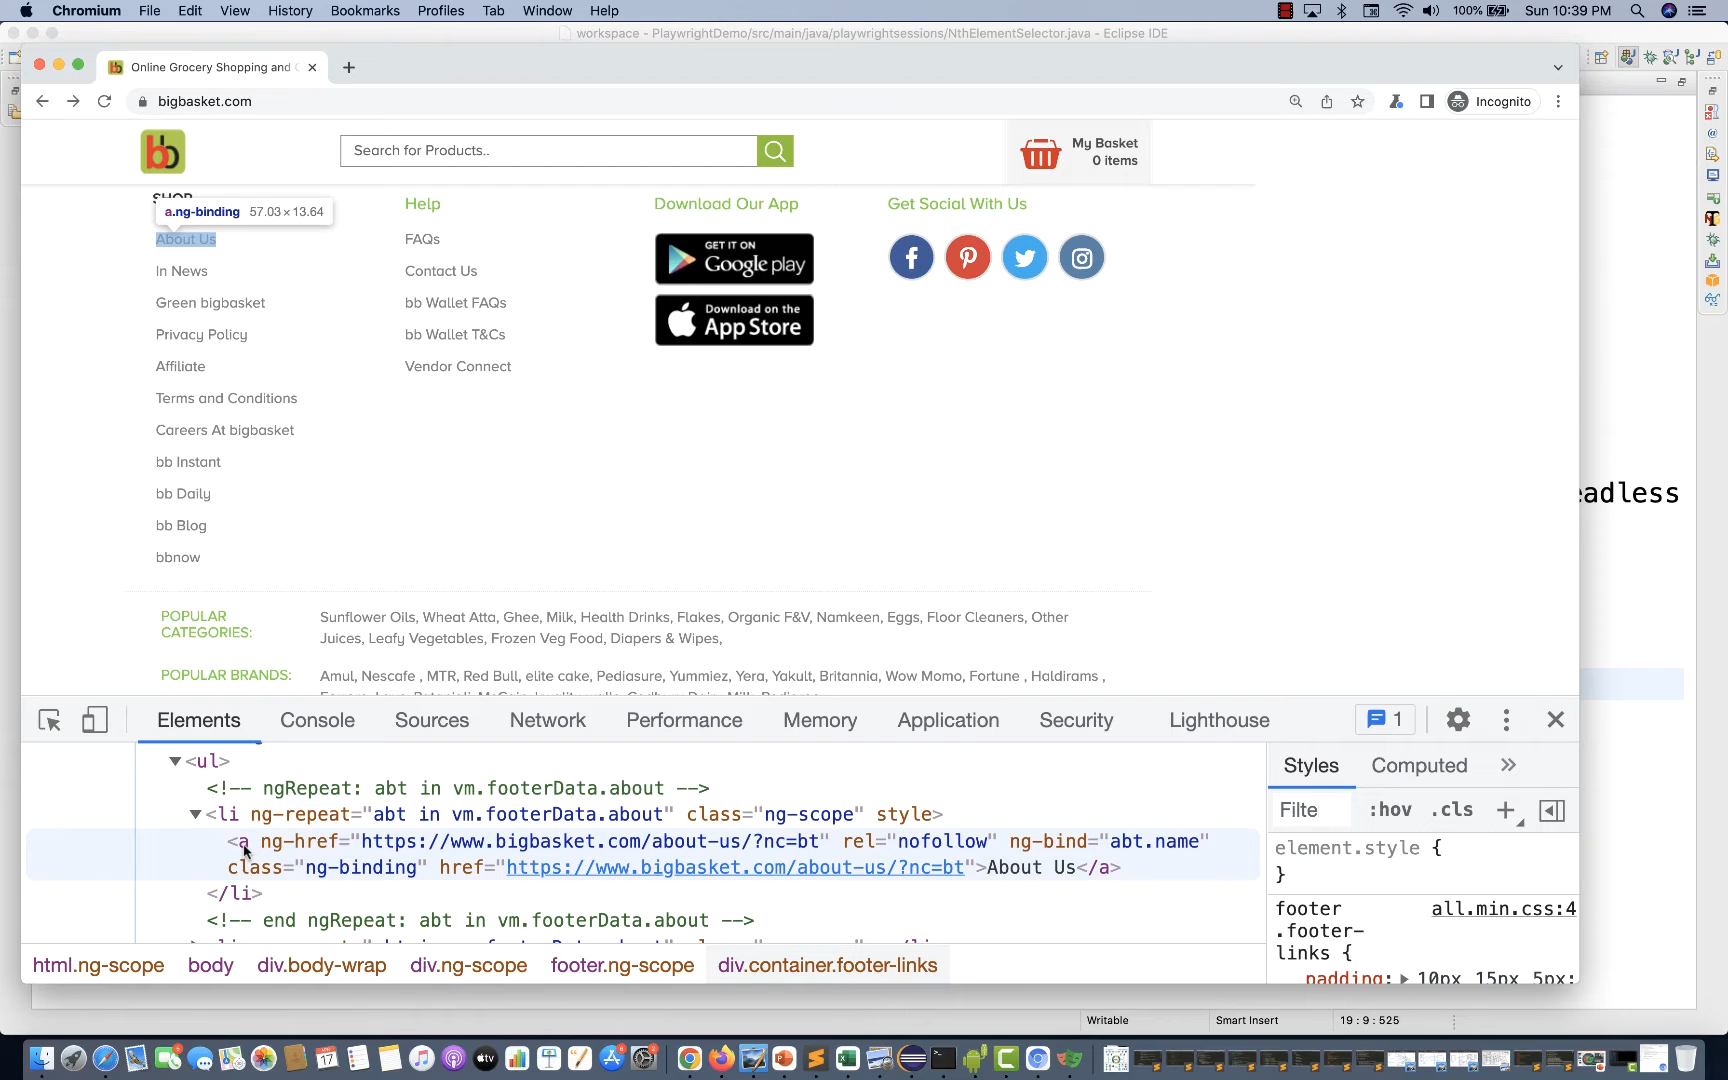 Chromium File Edit View History Bookmarks Profiles Tab Window Help 100% Sun 10:39 PM
workspace - PlaywrightDemo/src/main/java/playwrightsessions/NthElementSelector.java - Eclipse IDE
Online Grocery Shopping and
bigbasket.com Incognito
bb
Search for Products..
My Basket
0 items
SHOP
a.ng-binding 57.03 × 13.64
About Us
In News
Green bigbasket
Privacy Policy
Affiliate
Terms and Conditions
Careers At bigbasket
bb Instant
bb Daily
bb Blog
bbnow
Help
FAQs
Contact Us
bb Wallet FAQs
bb Wallet T&Cs
Vendor Connect
Download Our App
GET IT ON
Google play
Download on the
App Store
Get Social With Us
eadless
POPULAR
CATEGORIES:
Sunflower Oils, Wheat Atta, Ghee, Milk, Health Drinks, Flakes, Organic F&V, Namkeen, Eggs, Floor Cleaners, Other
Juices, Leafy Vegetables, Frozen Veg Food, Diapers & Wipes,
POPULAR BRANDS: Amul, Nescafe , MTR, Red Bull, elite cake, Pediasure, Yummiez, Yera, Yakult, Britannia, Wow Momo, Fortune , Haldirams ,
Elements Console Sources Network Performance Memory Application Security Lighthouse 1
<ul>
<!-- ngRepeat: abt in vm.footerData.about -->
<li ng-repeat="abt in vm.footerData.about" class="ng-scope" style>
<a ng-href="https://www.bigbasket.com/about-us/?nc=bt" rel="nofollow" ng-bind="abt.name"
class="ng-binding" href="https://www.bigbasket.com/about-us/?nc=bt">About Us</a>
</li>
<!-- end ngRepeat: abt in vm.footerData.about -->
html.ng-scope body div.body-wrap div.ng-scope footer.ng-scope div.container.footer-links
Styles Computed »
Filte :hov .cls +
element.style {
}
footer all.min.css:4
.footer-
links {
padding: 10px 15px 5px;
Writable Smart Insert 19 : 9 : 525